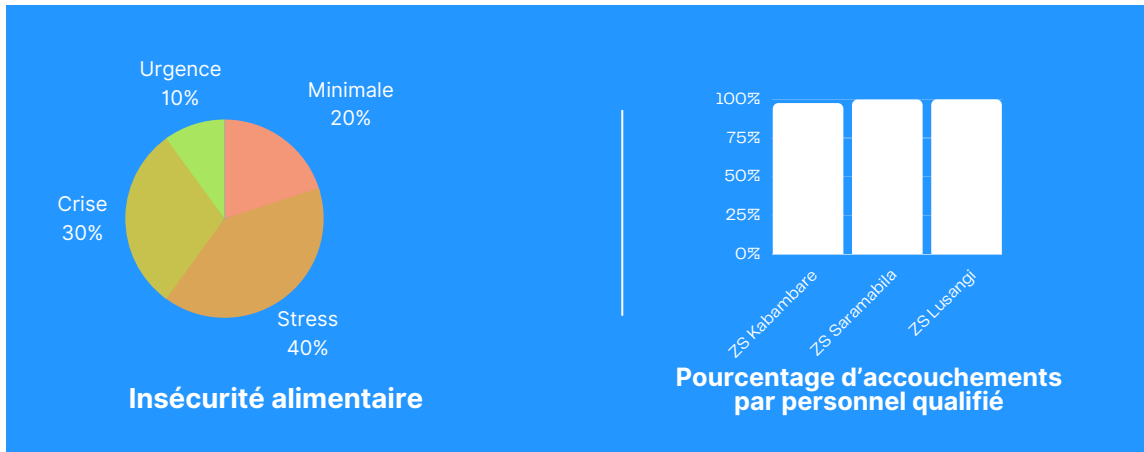 Urgence
10%
Minimale
20%
Crise
30%
Stress
40%
Insécurité alimentaire
100%
75%
50%
25%
0%
ZS Kabambare
ZS Saramabila
ZS Lusangi
Pourcentage d’accouchements
par personnel qualifié